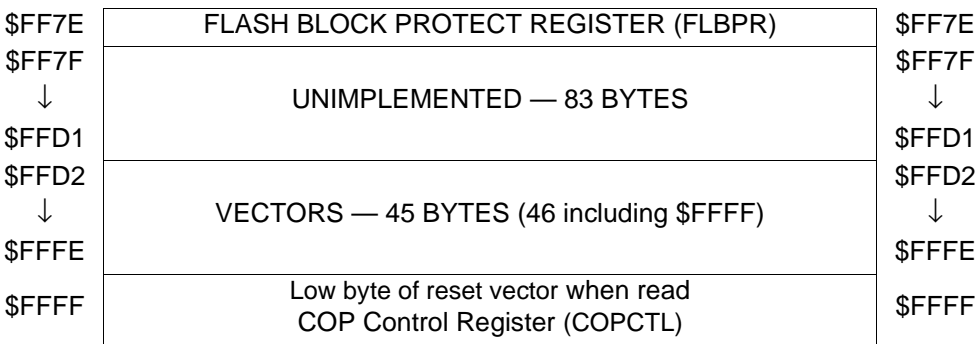 $FF7E FLASH BLOCK PROTECT REGISTER (FLBPR) $FF7E
$FF7F $FF7F
↓ UNIMPLEMENTED — 83 BYTES ↓
$FFD1 $FFD1
$FFD2 $FFD2
↓ VECTORS — 45 BYTES (46 including $FFFF) ↓
$FFFE $FFFE
Low byte of reset vector when read
$FFFF $FFFF
COP Control Register (COPCTL)